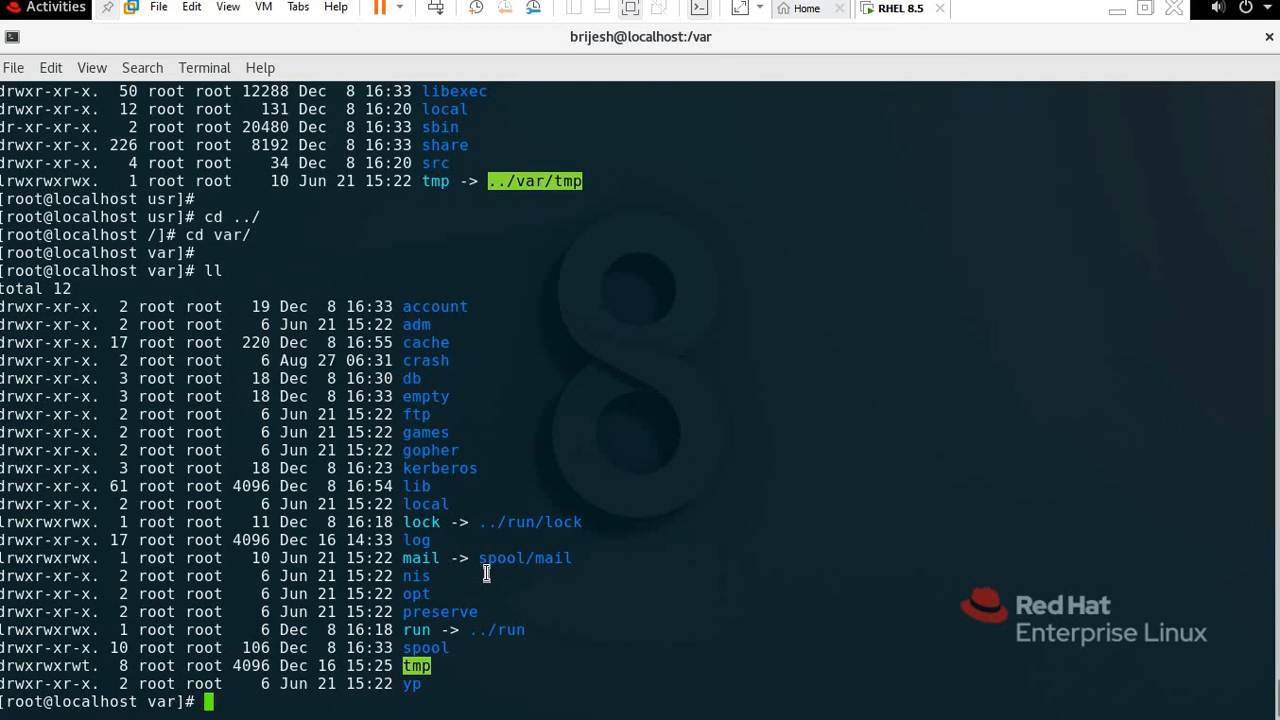 Activities File Edit View VM Tabs Help Home RHEL 8.5
brijesh@localhost:/var
File Edit View Search Terminal Help
drwxr-xr-x. 50 root root 12288 Dec 8 16:33 libexec
drwxr-xr-x. 12 root root 131 Dec 8 16:20 local
dr-xr-xr-x. 2 root root 20480 Dec 8 16:33 sbin
drwxr-xr-x. 226 root root 8192 Dec 8 16:33 share
drwxr-xr-x. 4 root root 34 Dec 8 16:20 src
lrwxrwxrwx. 1 root root 10 Jun 21 15:22 tmp -> ../var/tmp
[root@localhost usr]#
[root@localhost usr]# cd ../
[root@localhost /]# cd var/
[root@localhost var]#
[root@localhost var]# ll
total 12
drwxr-xr-x. 2 root root 19 Dec 8 16:33 account
drwxr-xr-x. 2 root root 6 Jun 21 15:22 adm
drwxr-xr-x. 17 root root 220 Dec 8 16:55 cache
drwxr-xr-x. 2 root root 6 Aug 27 06:31 crash
drwxr-xr-x. 3 root root 18 Dec 8 16:30 db
drwxr-xr-x. 3 root root 18 Dec 8 16:33 empty
drwxr-xr-x. 2 root root 6 Jun 21 15:22 ftp
drwxr-xr-x. 2 root root 6 Jun 21 15:22 games
drwxr-xr-x. 2 root root 6 Jun 21 15:22 gopher
drwxr-xr-x. 3 root root 18 Dec 8 16:23 kerberos
drwxr-xr-x. 61 root root 4096 Dec 8 16:54 lib
drwxr-xr-x. 2 root root 6 Jun 21 15:22 local
lrwxrwxrwx. 1 root root 11 Dec 8 16:18 lock -> ../run/lock
drwxr-xr-x. 17 root root 4096 Dec 16 14:33 log
lrwxrwxrwx. 1 root root 10 Jun 21 15:22 mail -> spool/mail
drwxr-xr-x. 2 root root 6 Jun 21 15:22 nis
drwxr-xr-x. 2 root root 6 Jun 21 15:22 opt
drwxr-xr-x. 2 root root 6 Jun 21 15:22 preserve
lrwxrwxrwx. 1 root root 6 Dec 8 16:18 run -> ../run
drwxr-xr-x. 10 root root 106 Dec 8 16:33 spool
drwxrwxrwt. 8 root root 4096 Dec 16 15:25 tmp
drwxr-xr-x. 2 root root 6 Jun 21 15:22 yp
[root@localhost var]#
8
Red Hat
Enterprise Linux